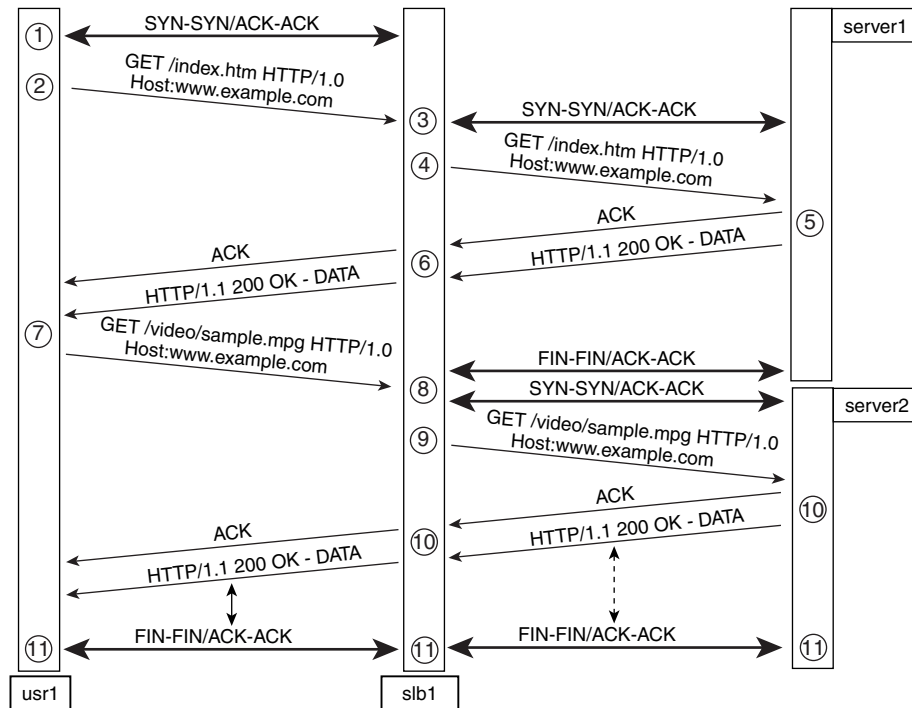 server1
① SYN-SYN/ACK-ACK
② GET /index.htm HTTP/1.0
Host:www.example.com
③ SYN-SYN/ACK-ACK
④ GET /index.htm HTTP/1.0
Host:www.example.com
⑤
ACK
HTTP/1.1 200 OK - DATA
⑥
ACK
HTTP/1.1 200 OK - DATA
⑦ GET /video/sample.mpg HTTP/1.0
Host:www.example.com
FIN-FIN/ACK-ACK
⑧
SYN-SYN/ACK-ACK
server2
⑨ GET /video/sample.mpg HTTP/1.0
Host:www.example.com
⑩
ACK
HTTP/1.1 200 OK - DATA
⑩
ACK
HTTP/1.1 200 OK - DATA
⑪ FIN-FIN/ACK-ACK ⑪ FIN-FIN/ACK-ACK ⑪
usr1
slb1